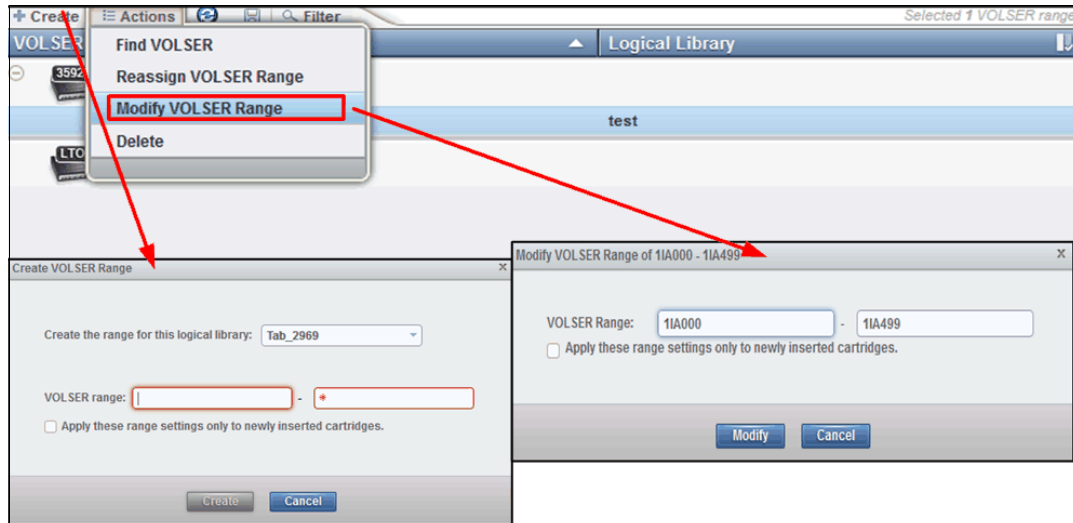 Create Actions Filter Selected 1 VOLSER range
VOLSER Logical Library
3592
Find VOLSER
Reassign VOLSER Range
Modify VOLSER Range
test
Delete
LTO
Create VOLSER Range x
Create the range for this logical library: Tab_2969
VOLSER range: - *
Apply these range settings only to newly inserted cartridges.
Create Cancel
Modify VOLSER Range of 1IA000 - 1IA499 x
VOLSER Range: 1IA000 - 1IA499
Apply these range settings only to newly inserted cartridges.
Modify Cancel